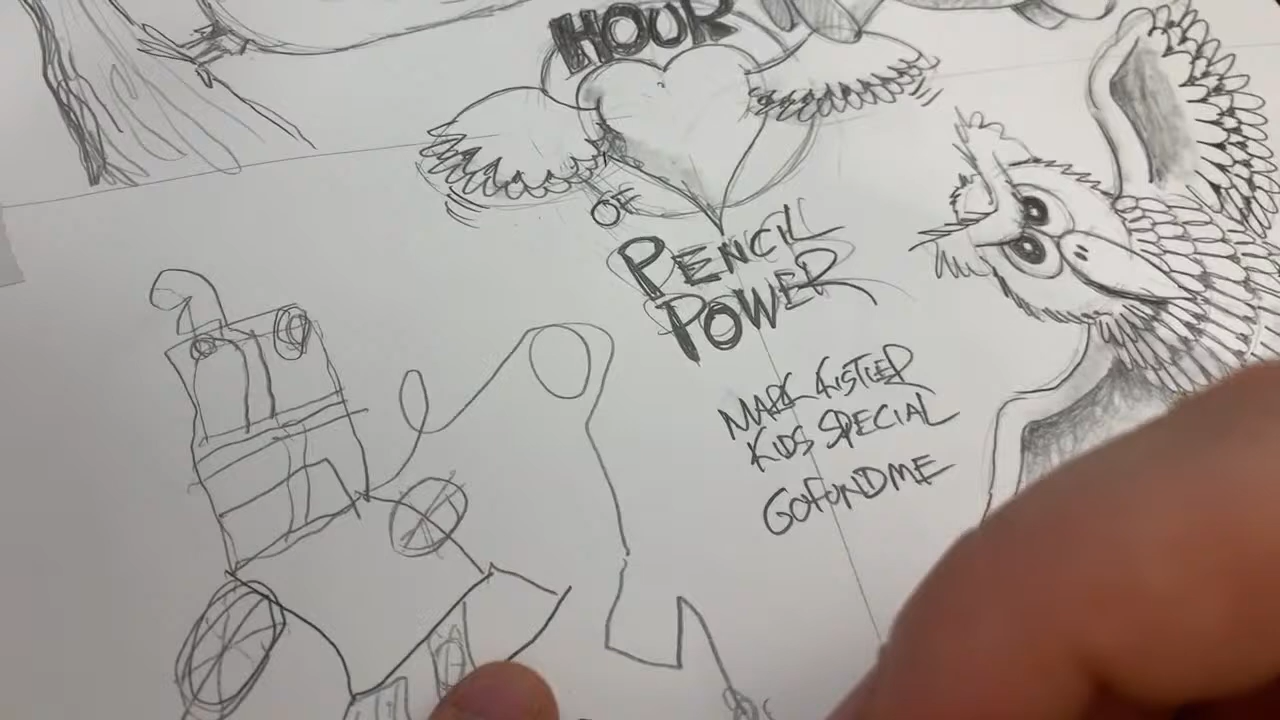 HOUR
OF
PENCIL
POWER
MARK KISTLER
KIDS SPECIAL
GOFUNDME